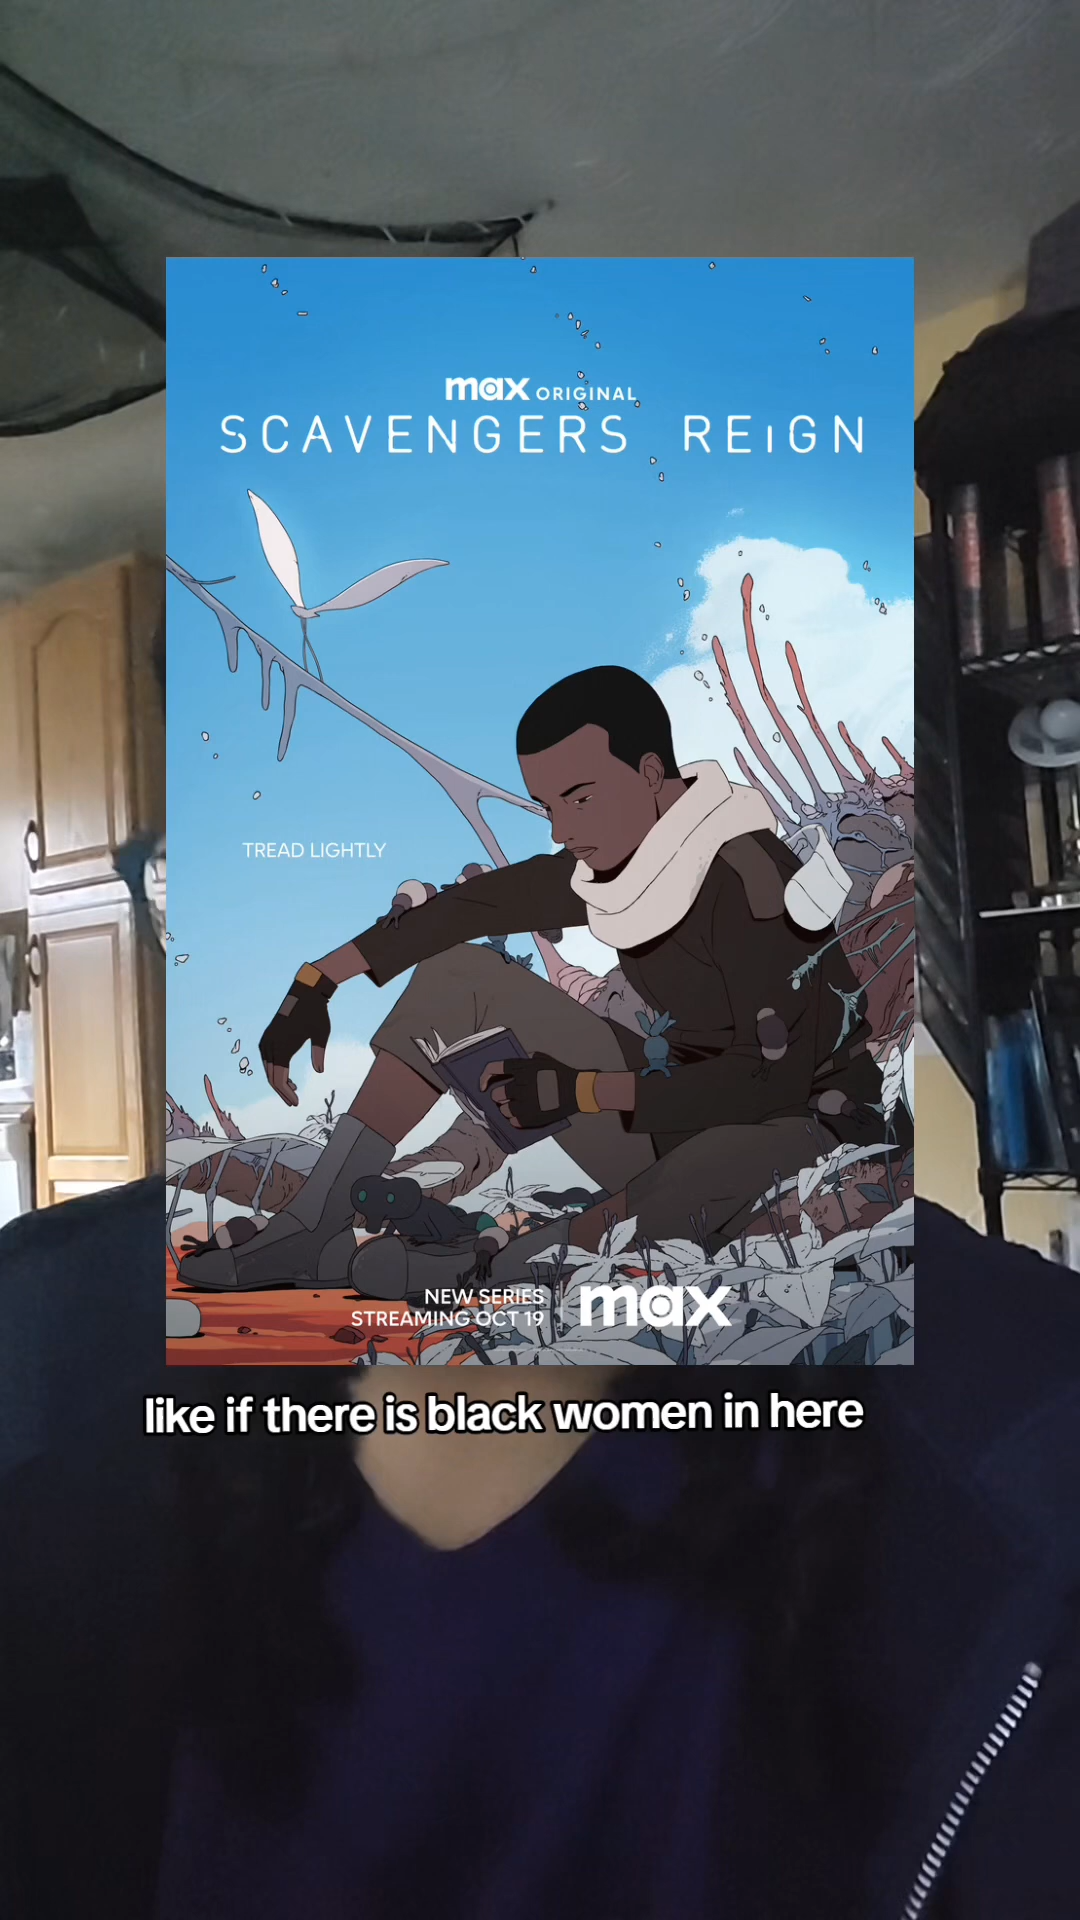 max ORIGINAL
SCAVENGERS REIGN
TREAD LIGHTLY
NEW SERIES
STREAMING OCT 19
max
like if there is black women in here